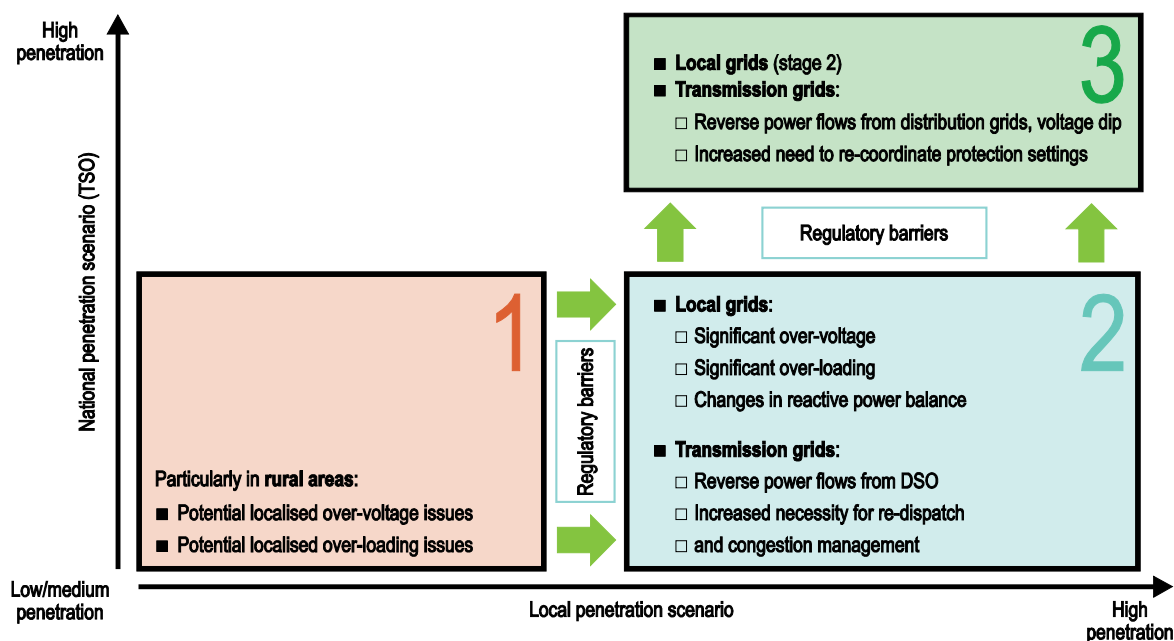 High
penetration
National penetration scenario (TSO)
3
■ Local grids (stage 2)
■ Transmission grids:
□ Reverse power flows from distribution grids, voltage dip
□ Increased need to re-coordinate protection settings
Regulatory barriers
1
Particularly in rural areas:
■ Potential localised over-voltage issues
■ Potential localised over-loading issues
Regulatory barriers
2
■ Local grids:
□ Significant over-voltage
□ Significant over-loading
□ Changes in reactive power balance
■ Transmission grids:
□ Reverse power flows from DSO
□ Increased necessity for re-dispatch
□ and congestion management
Low/medium
penetration
Local penetration scenario
High
penetration